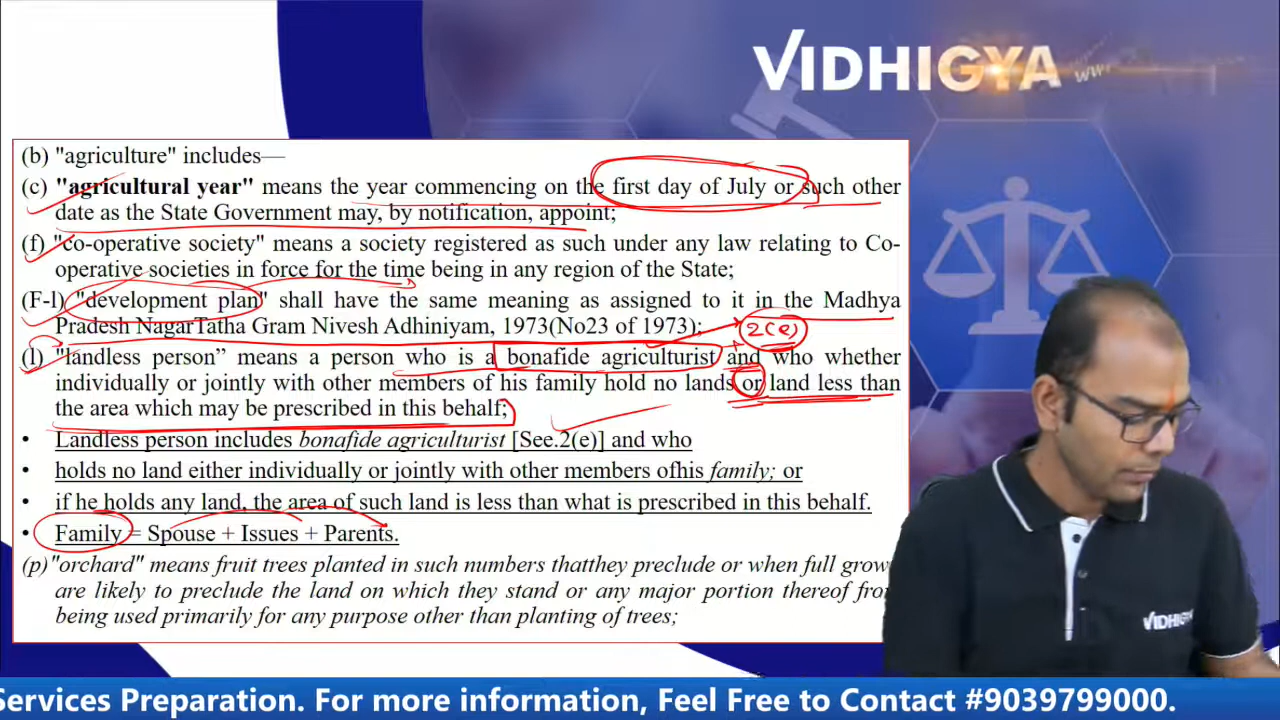 VIDHIGYA
WWW
(b) "agriculture" includes—
(c) "agricultural year" means the year commencing on the first day of July or such other
date as the State Government may, by notification, appoint;
(f) "co-operative society" means a society registered as such under any law relating to Co-
operative societies in force for the time being in any region of the State;
(F-l) "development plan" shall have the same meaning as assigned to it in the Madhya
Pradesh NagarTatha Gram Nivesh Adhiniyam, 1973(No23 of 1973); 2(e)
(l) "landless person” means a person who is a bonafide agriculturist and who whether
individually or jointly with other members of his family hold no lands or land less than
the area which may be prescribed in this behalf;
• Landless person includes bonafide agriculturist [See.2(e)] and who
• holds no land either individually or jointly with other members ofhis family; or
• if he holds any land, the area of such land is less than what is prescribed in this behalf.
• Family = Spouse + Issues + Parents.
(p)"orchard" means fruit trees planted in such numbers thatthey preclude or when full grow
are likely to preclude the land on which they stand or any major portion thereof fro
being used primarily for any purpose other than planting of trees;
VIDHIGYA
Services Preparation. For more information, Feel Free to Contact #9039799000.